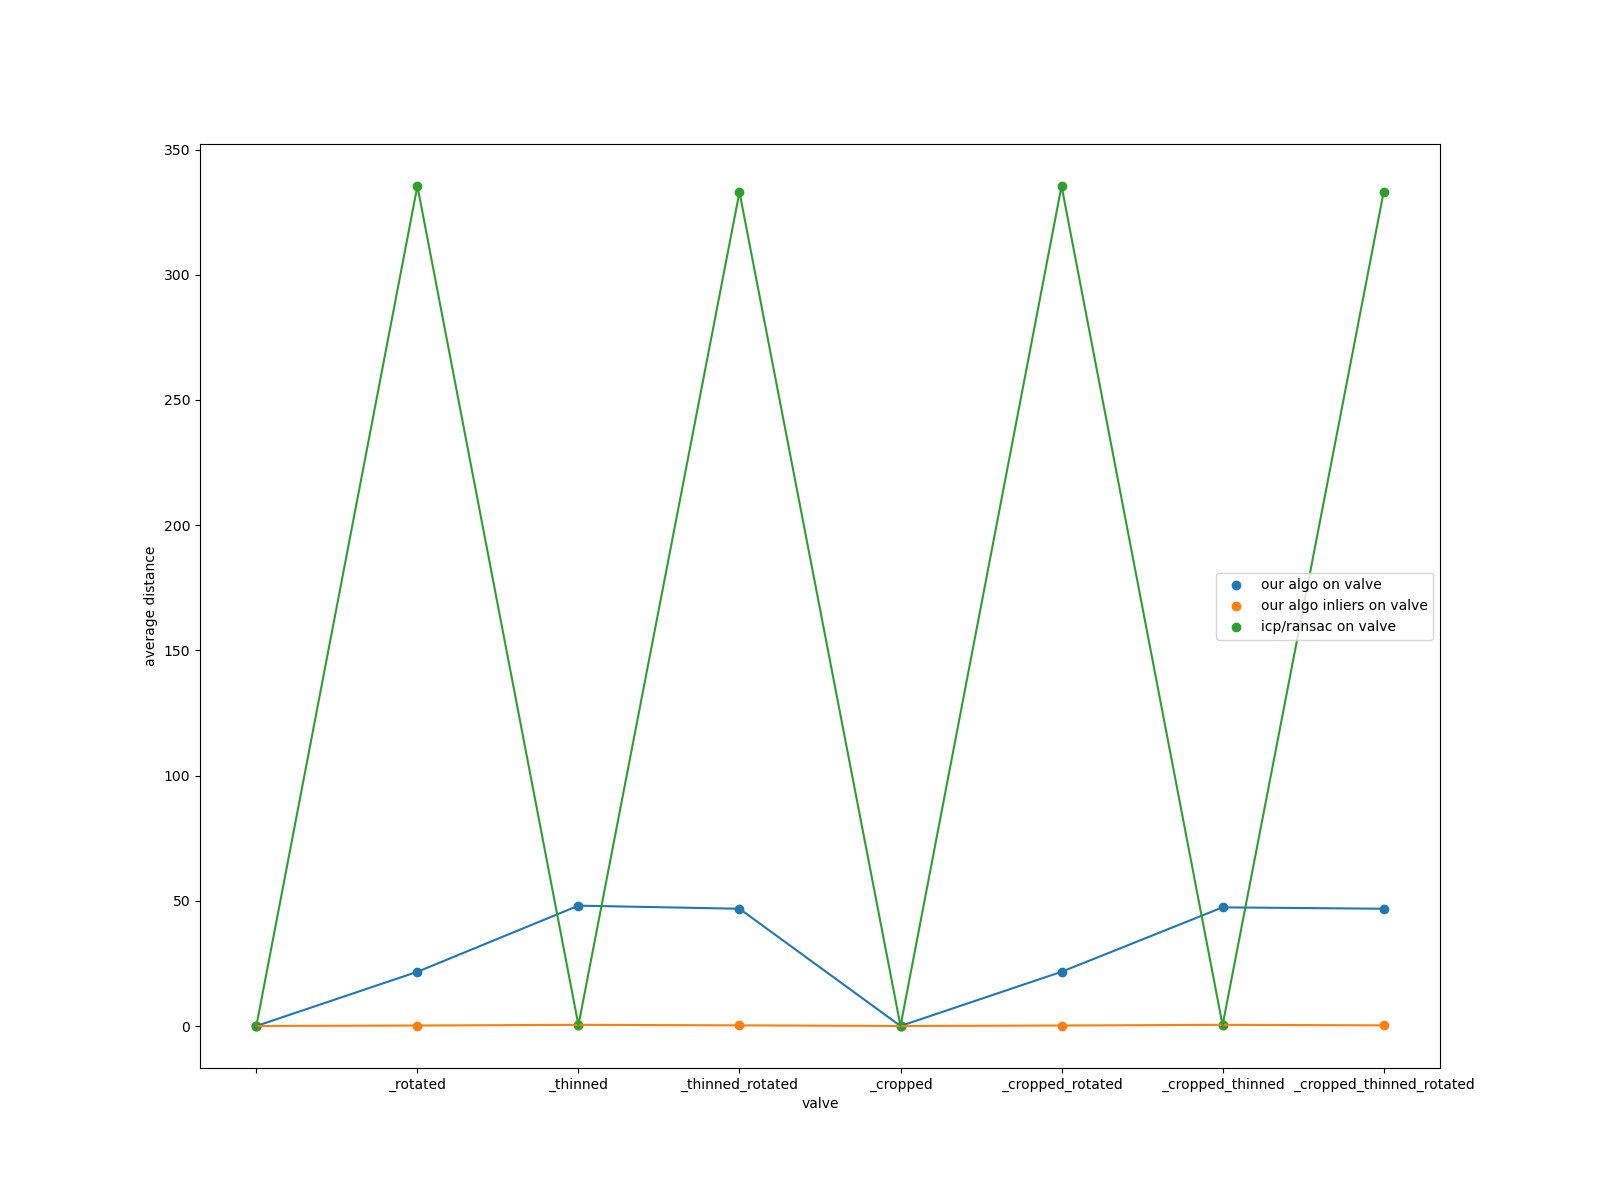 350
300
250
200
150
100
50
0
average distance
our algo on valve
our algo inliers on valve
icp/ransac on valve
_rotated
_thinned
_thinned_rotated
_cropped
_cropped_rotated
_cropped_thinned
_cropped_thinned_rotated
valve